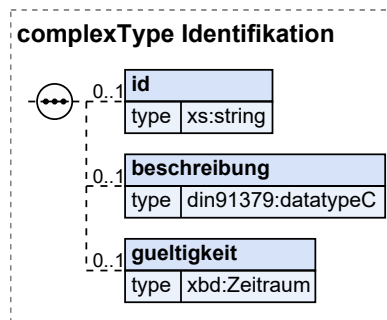 complexType Identifikation
0..1 id
type xs:string
0..1 beschreibung
type din91379:datatypeC
0..1 gueltigkeit
type xbd:Zeitraum